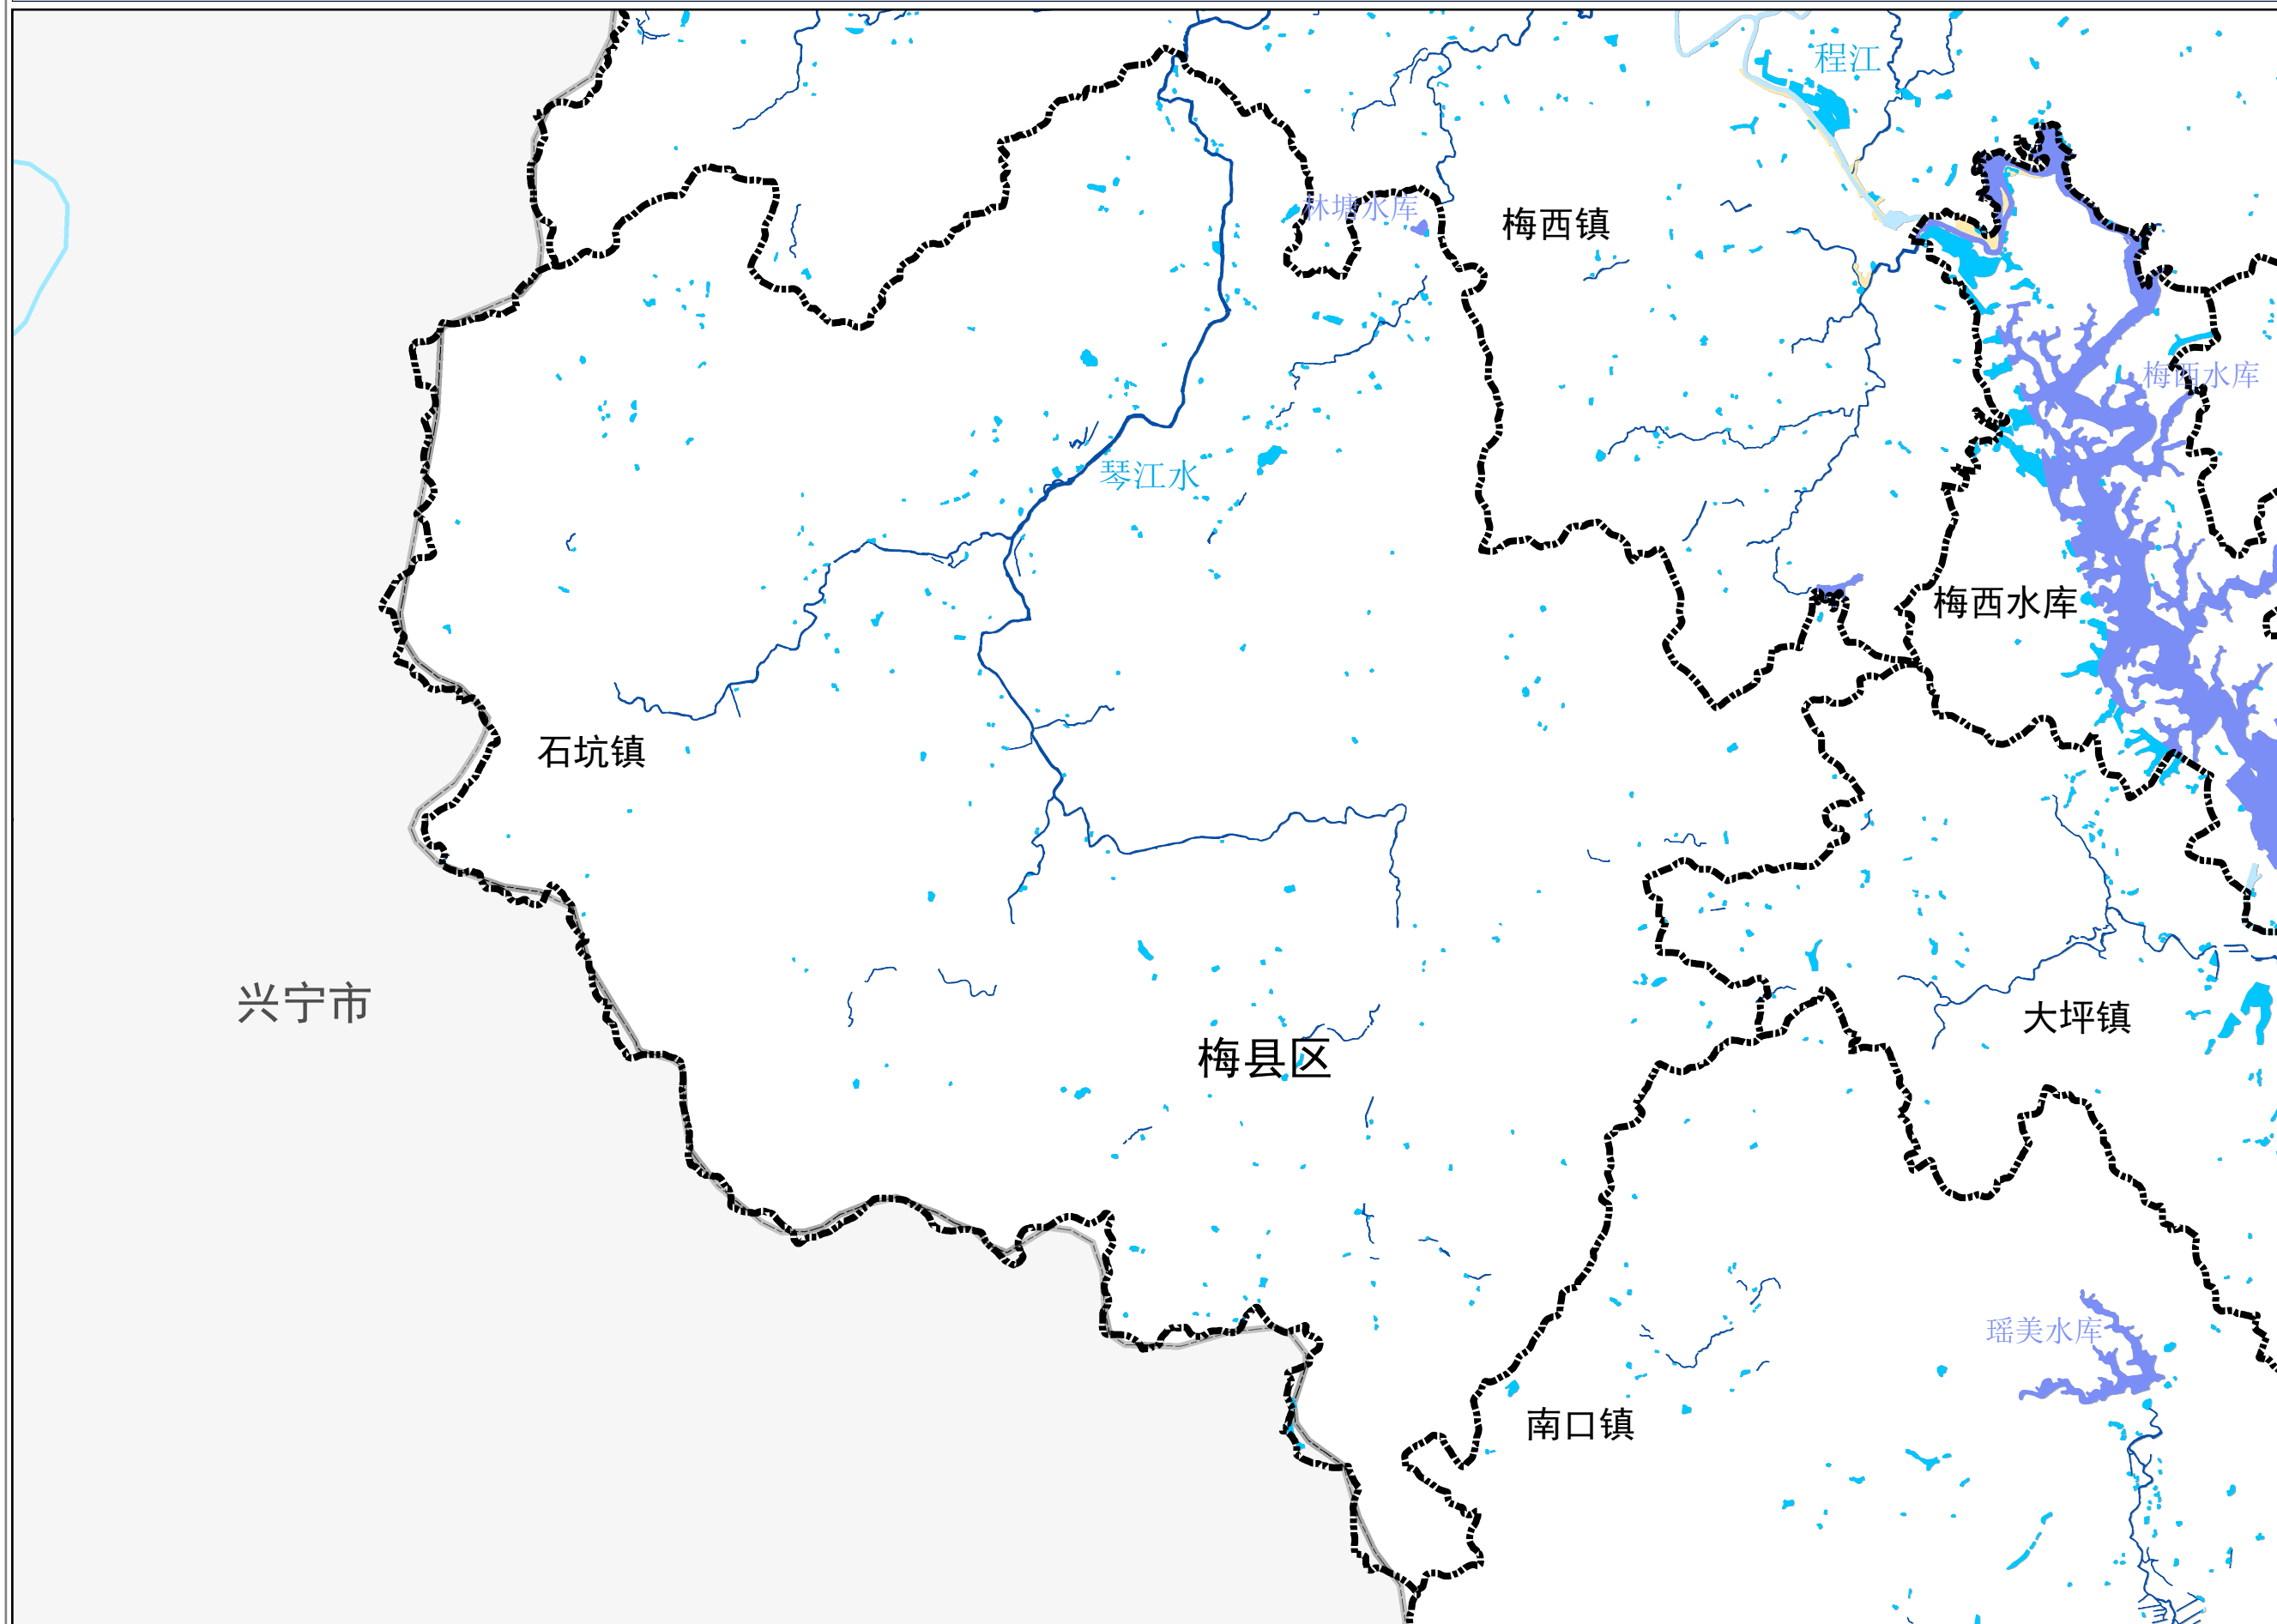 程江
林塘水库
梅西镇
梅西水库
琴江水
梅西水库
石坑镇
兴宁市
大坪镇
梅县区
瑶美水库
南口镇